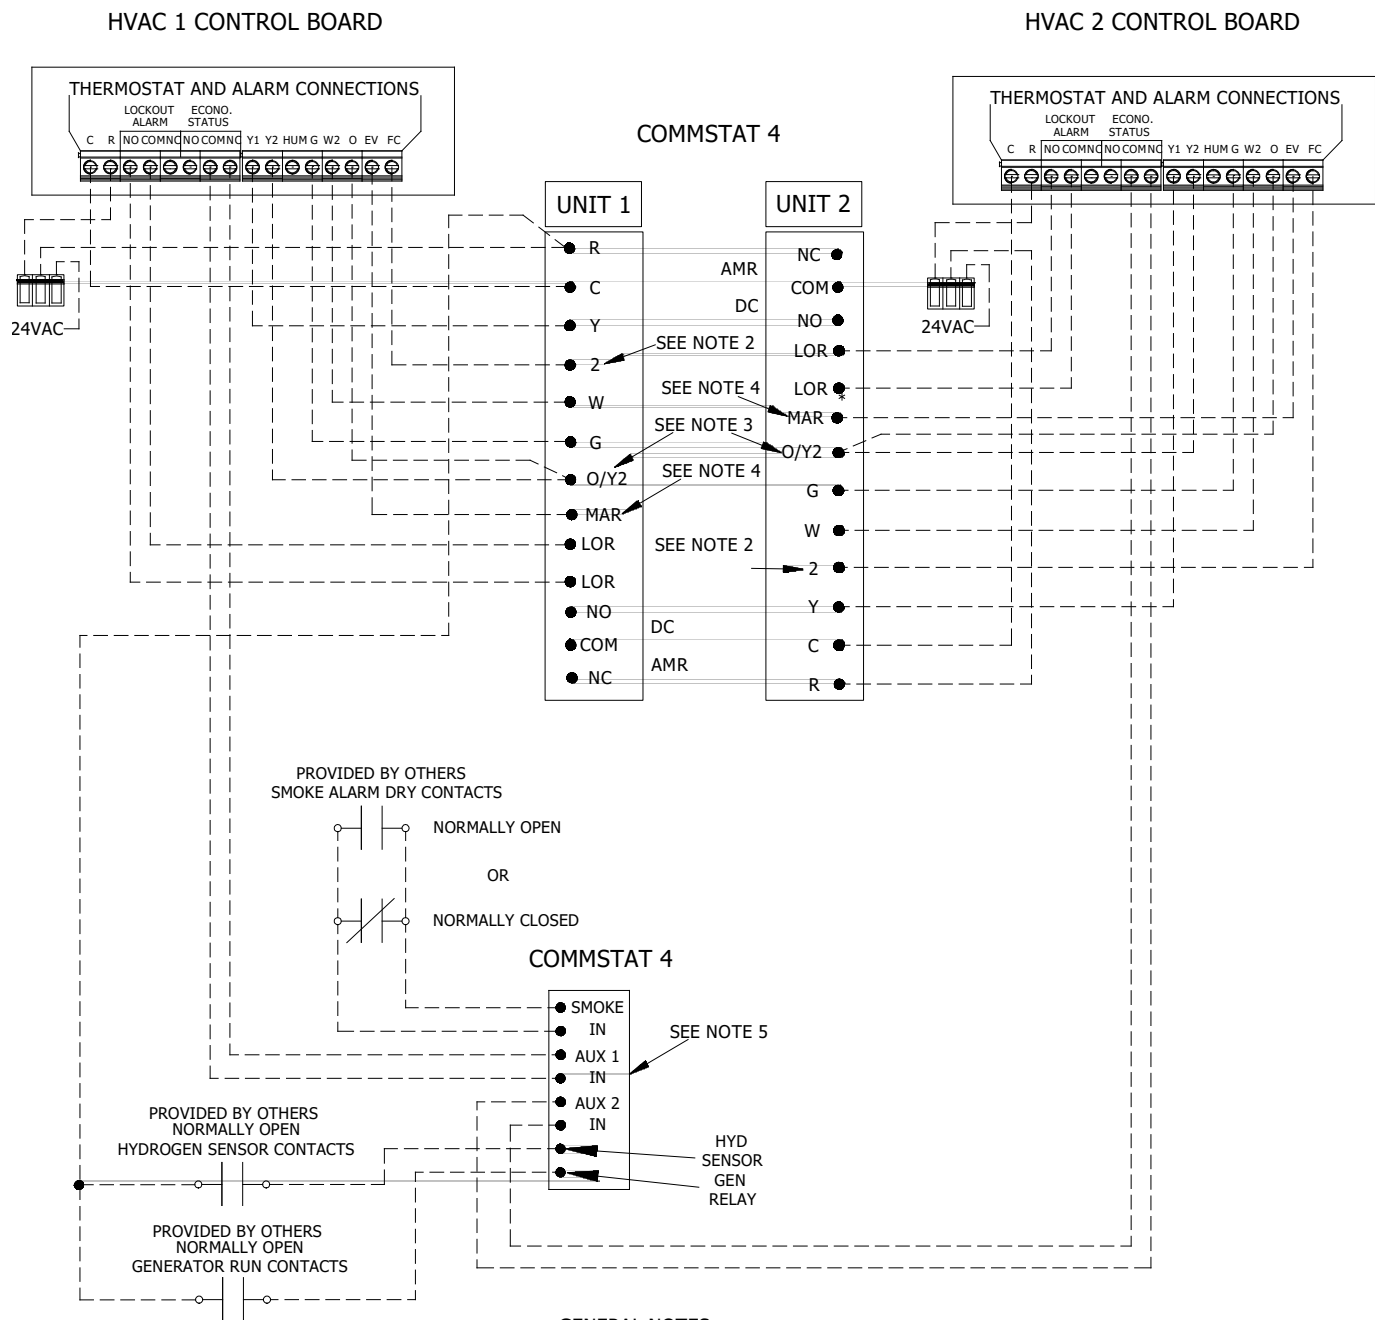 HVAC 1 CONTROL BOARD
HVAC 2 CONTROL BOARD
THERMOSTAT AND ALARM CONNECTIONS
LOCKOUT ECONO.
ALARM STATUS
C R NO COM NC NO COM NC Y1 Y2 HUM G W2 O EV FC
24VAC
THERMOSTAT AND ALARM CONNECTIONS
LOCKOUT ECONO.
ALARM STATUS
C R NO COM NC NO COM NC Y1 Y2 HUM G W2 O EV FC
24VAC
COMMSTAT 4
UNIT 1
R
C
Y
2
W
G
O/Y2
MAR
LOR
LOR
NO
COM
NC
AMR
DC
SEE NOTE 2
SEE NOTE 4
SEE NOTE 3
SEE NOTE 4
SEE NOTE 2
DC
AMR
UNIT 2
NC
COM
NO
LOR
LOR
*
MAR
O/Y2
G
W
2
Y
C
R
PROVIDED BY OTHERS
SMOKE ALARM DRY CONTACTS
NORMALLY OPEN
OR
NORMALLY CLOSED
COMMSTAT 4
SMOKE
IN
AUX 1
IN
AUX 2
IN
SEE NOTE 5
HYD
SENSOR
GEN
RELAY
PROVIDED BY OTHERS
NORMALLY OPEN
HYDROGEN SENSOR CONTACTS
PROVIDED BY OTHERS
NORMALLY OPEN
GENERATOR RUN CONTACTS
GENERAL NOTES